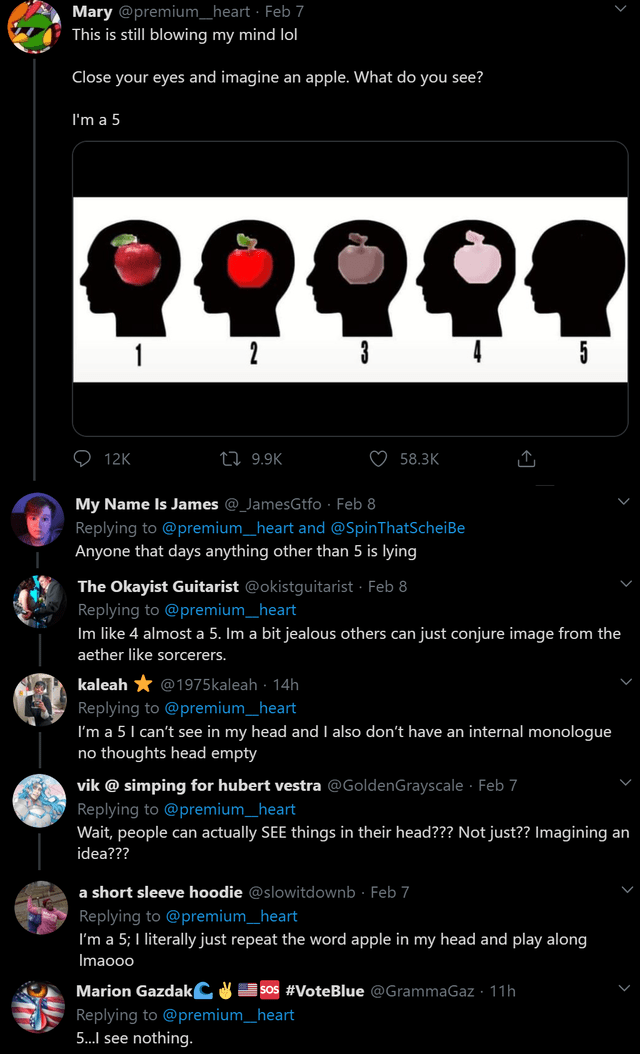 Mary @premium__heart · Feb 7
This is still blowing my mind lol
Close your eyes and imagine an apple. What do you see?
I'm a 5
1 2 3 4 5
12K 9.9K 58.3K
My Name Is James @_JamesGtfo · Feb 8
Replying to @premium__heart and @SpinThatScheiBe
Anyone that days anything other than 5 is lying
The Okayist Guitarist @okistguitarist · Feb 8
Replying to @premium__heart
Im like 4 almost a 5. Im a bit jealous others can just conjure image from the
aether like sorcerers.
kaleah ⭐ @1975kaleah · 14h
Replying to @premium__heart
I'm a 5 I can't see in my head and I also don't have an internal monologue
no thoughts head empty
vik @ simping for hubert vestra @GoldenGrayscale · Feb 7
Replying to @premium__heart
Wait, people can actually SEE things in their head??? Not just?? Imagining an
idea???
a short sleeve hoodie @slowitdownb · Feb 7
Replying to @premium__heart
I'm a 5; I literally just repeat the word apple in my head and play along
lmaooo
Marion Gazdak🌊✌️🇺🇸🆘 #VoteBlue @GrammaGaz · 11h
Replying to @premium__heart
5...I see nothing.